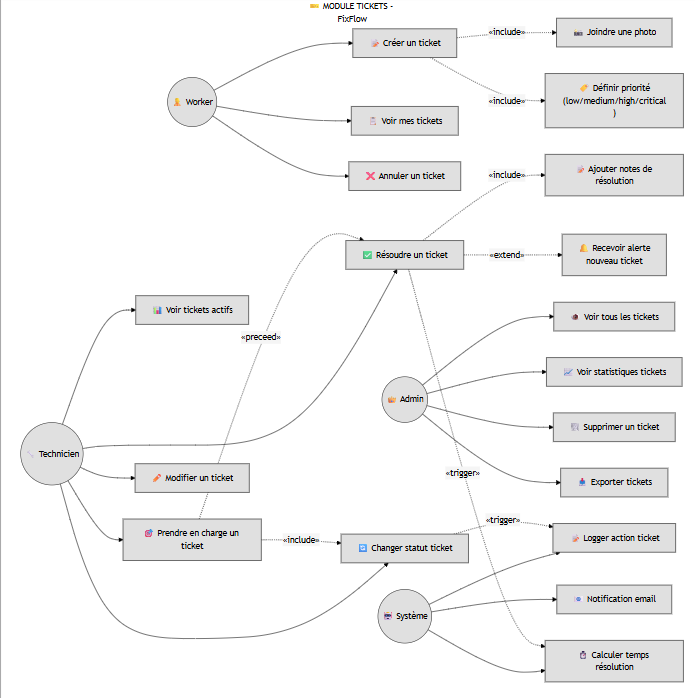 MODULE TICKETS -
FixFlow
Créer un ticket
«include»
Joindre une photo
«include»
Définir priorité
(low/medium/high/critical
)
Worker
Voir mes tickets
Annuler un ticket
«include»
Ajouter notes de
résolution
Résoudre un ticket
«extend»
Recevoir alerte
nouveau ticket
Voir tickets actifs
«preceed»
Voir tous les tickets
Voir statistiques tickets
Admin
Supprimer un ticket
Technicien
Modifier un ticket
«trigger»
Exporter tickets
Prendre en charge un
ticket
«include»
Changer statut ticket
«trigger»
Logger action ticket
Système
Notification email
Calculer temps
résolution